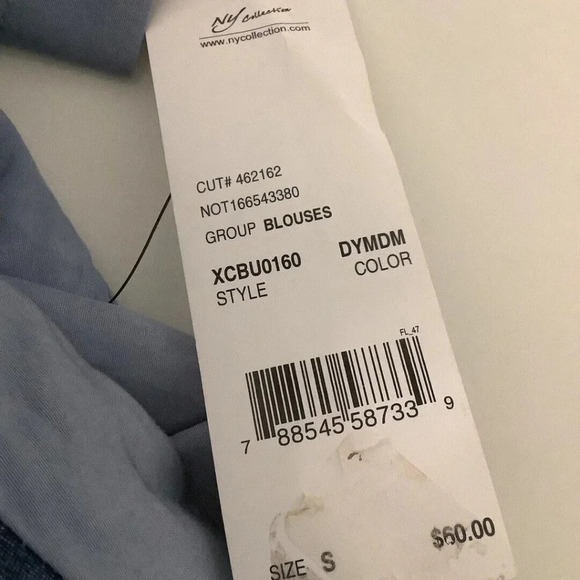 NY Collection
www.nycollection.com
CUT# 462162
NOT166543380
GROUP BLOUSES
XCBU0160 DYMDM
STYLE COLOR
FL_47
7 88545 58733 9
SIZE S $60.00